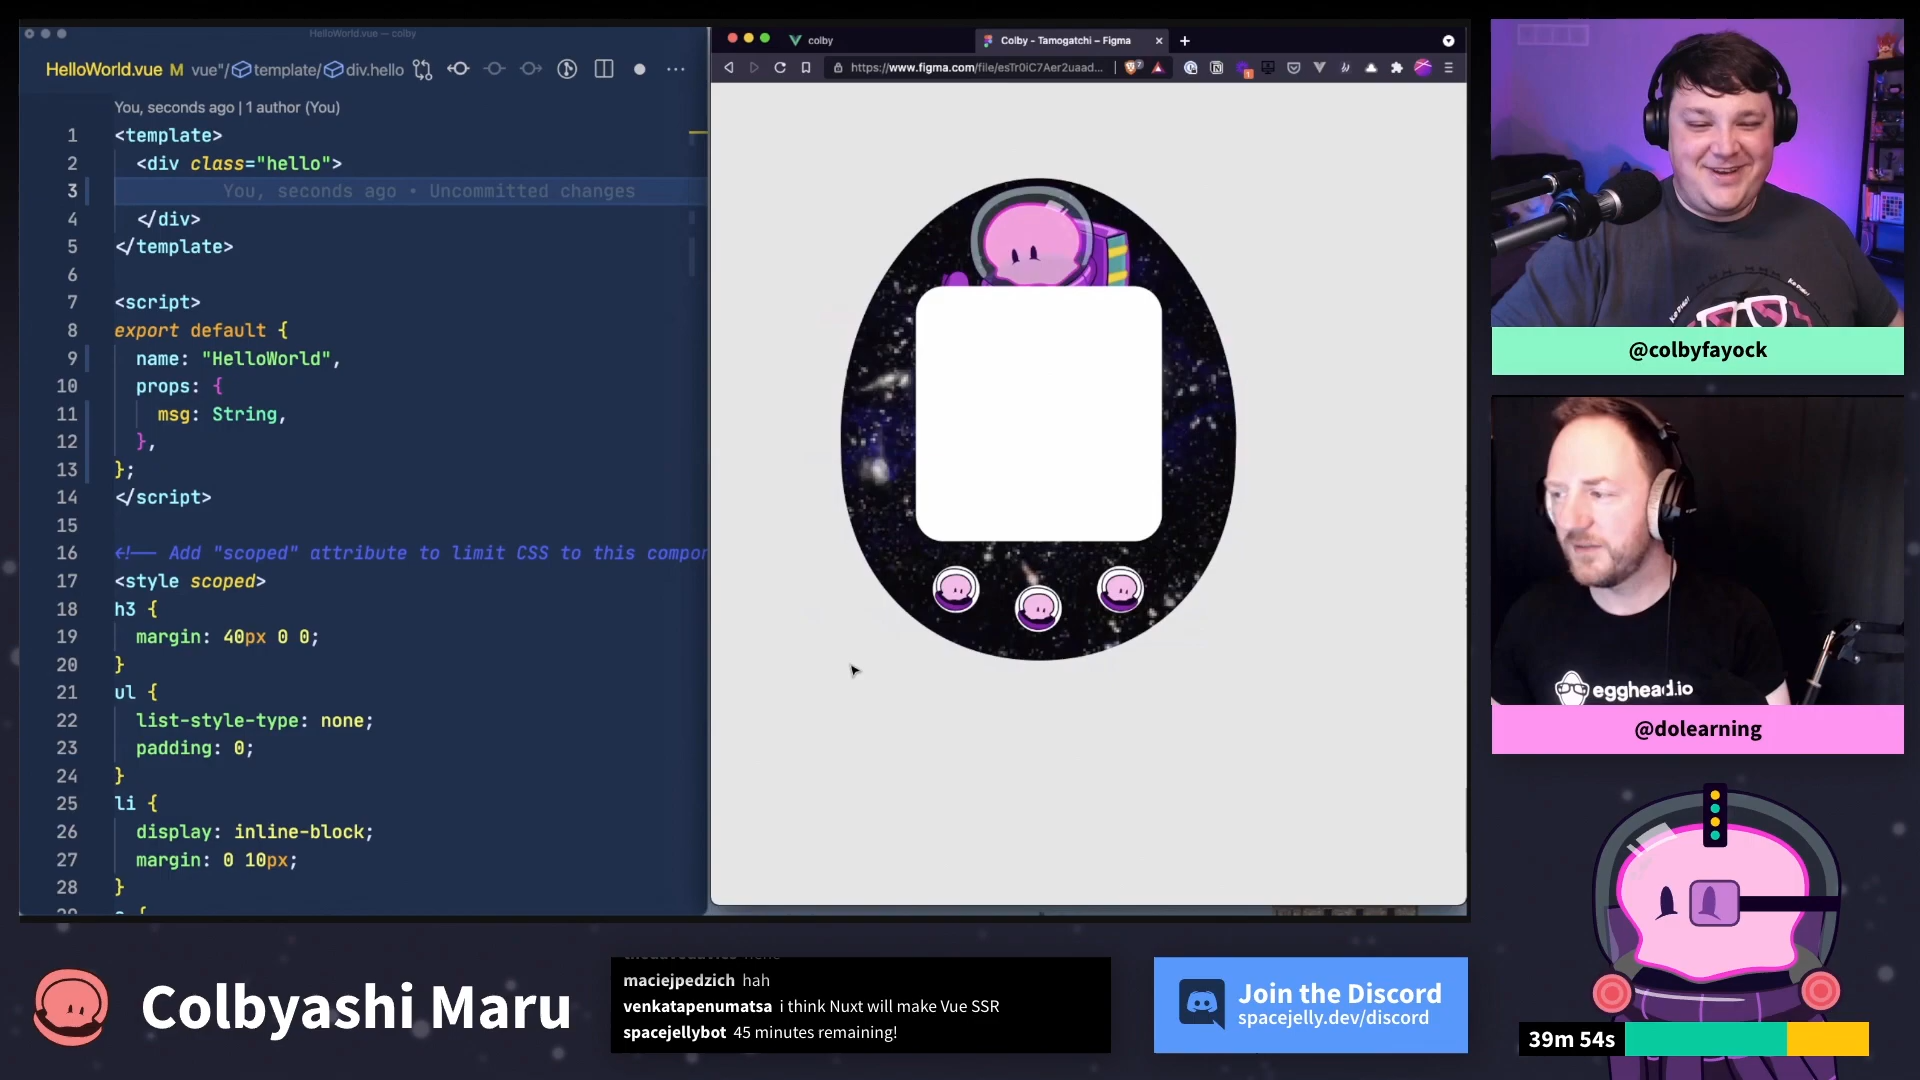 HelloWorld.vue — colby
HelloWorld.vue M vue"/ template/ div.hello
You, seconds ago | 1 author (You)
1 <template>
2 <div class="hello">
3 You, seconds ago • Uncommitted changes
4 </div>
5 </template>
6
7 <script>
8 export default {
9 name: "HelloWorld",
10 props: {
11 msg: String,
12 },
13 };
14 </script>
15
16 <!-- Add "scoped" attribute to limit CSS to this compor
17 <style scoped>
18 h3 {
19 margin: 40px 0 0;
20 }
21 ul {
22 list-style-type: none;
23 padding: 0;
24 }
25 li {
26 display: inline-block;
27 margin: 0 10px;
28 }
colby
Colby - Tamogatchi – Figma
https://www.figma.com/file/esTr0iC7Aer2uaad...
@colbyfayock
egghead.io
@dolearning
Colbyashi Maru
maciejpedzich hah
venkatapenumatsa i think Nuxt will make Vue SSR
spacejellybot 45 minutes remaining!
Join the Discord
spacejelly.dev/discord
39m 54s